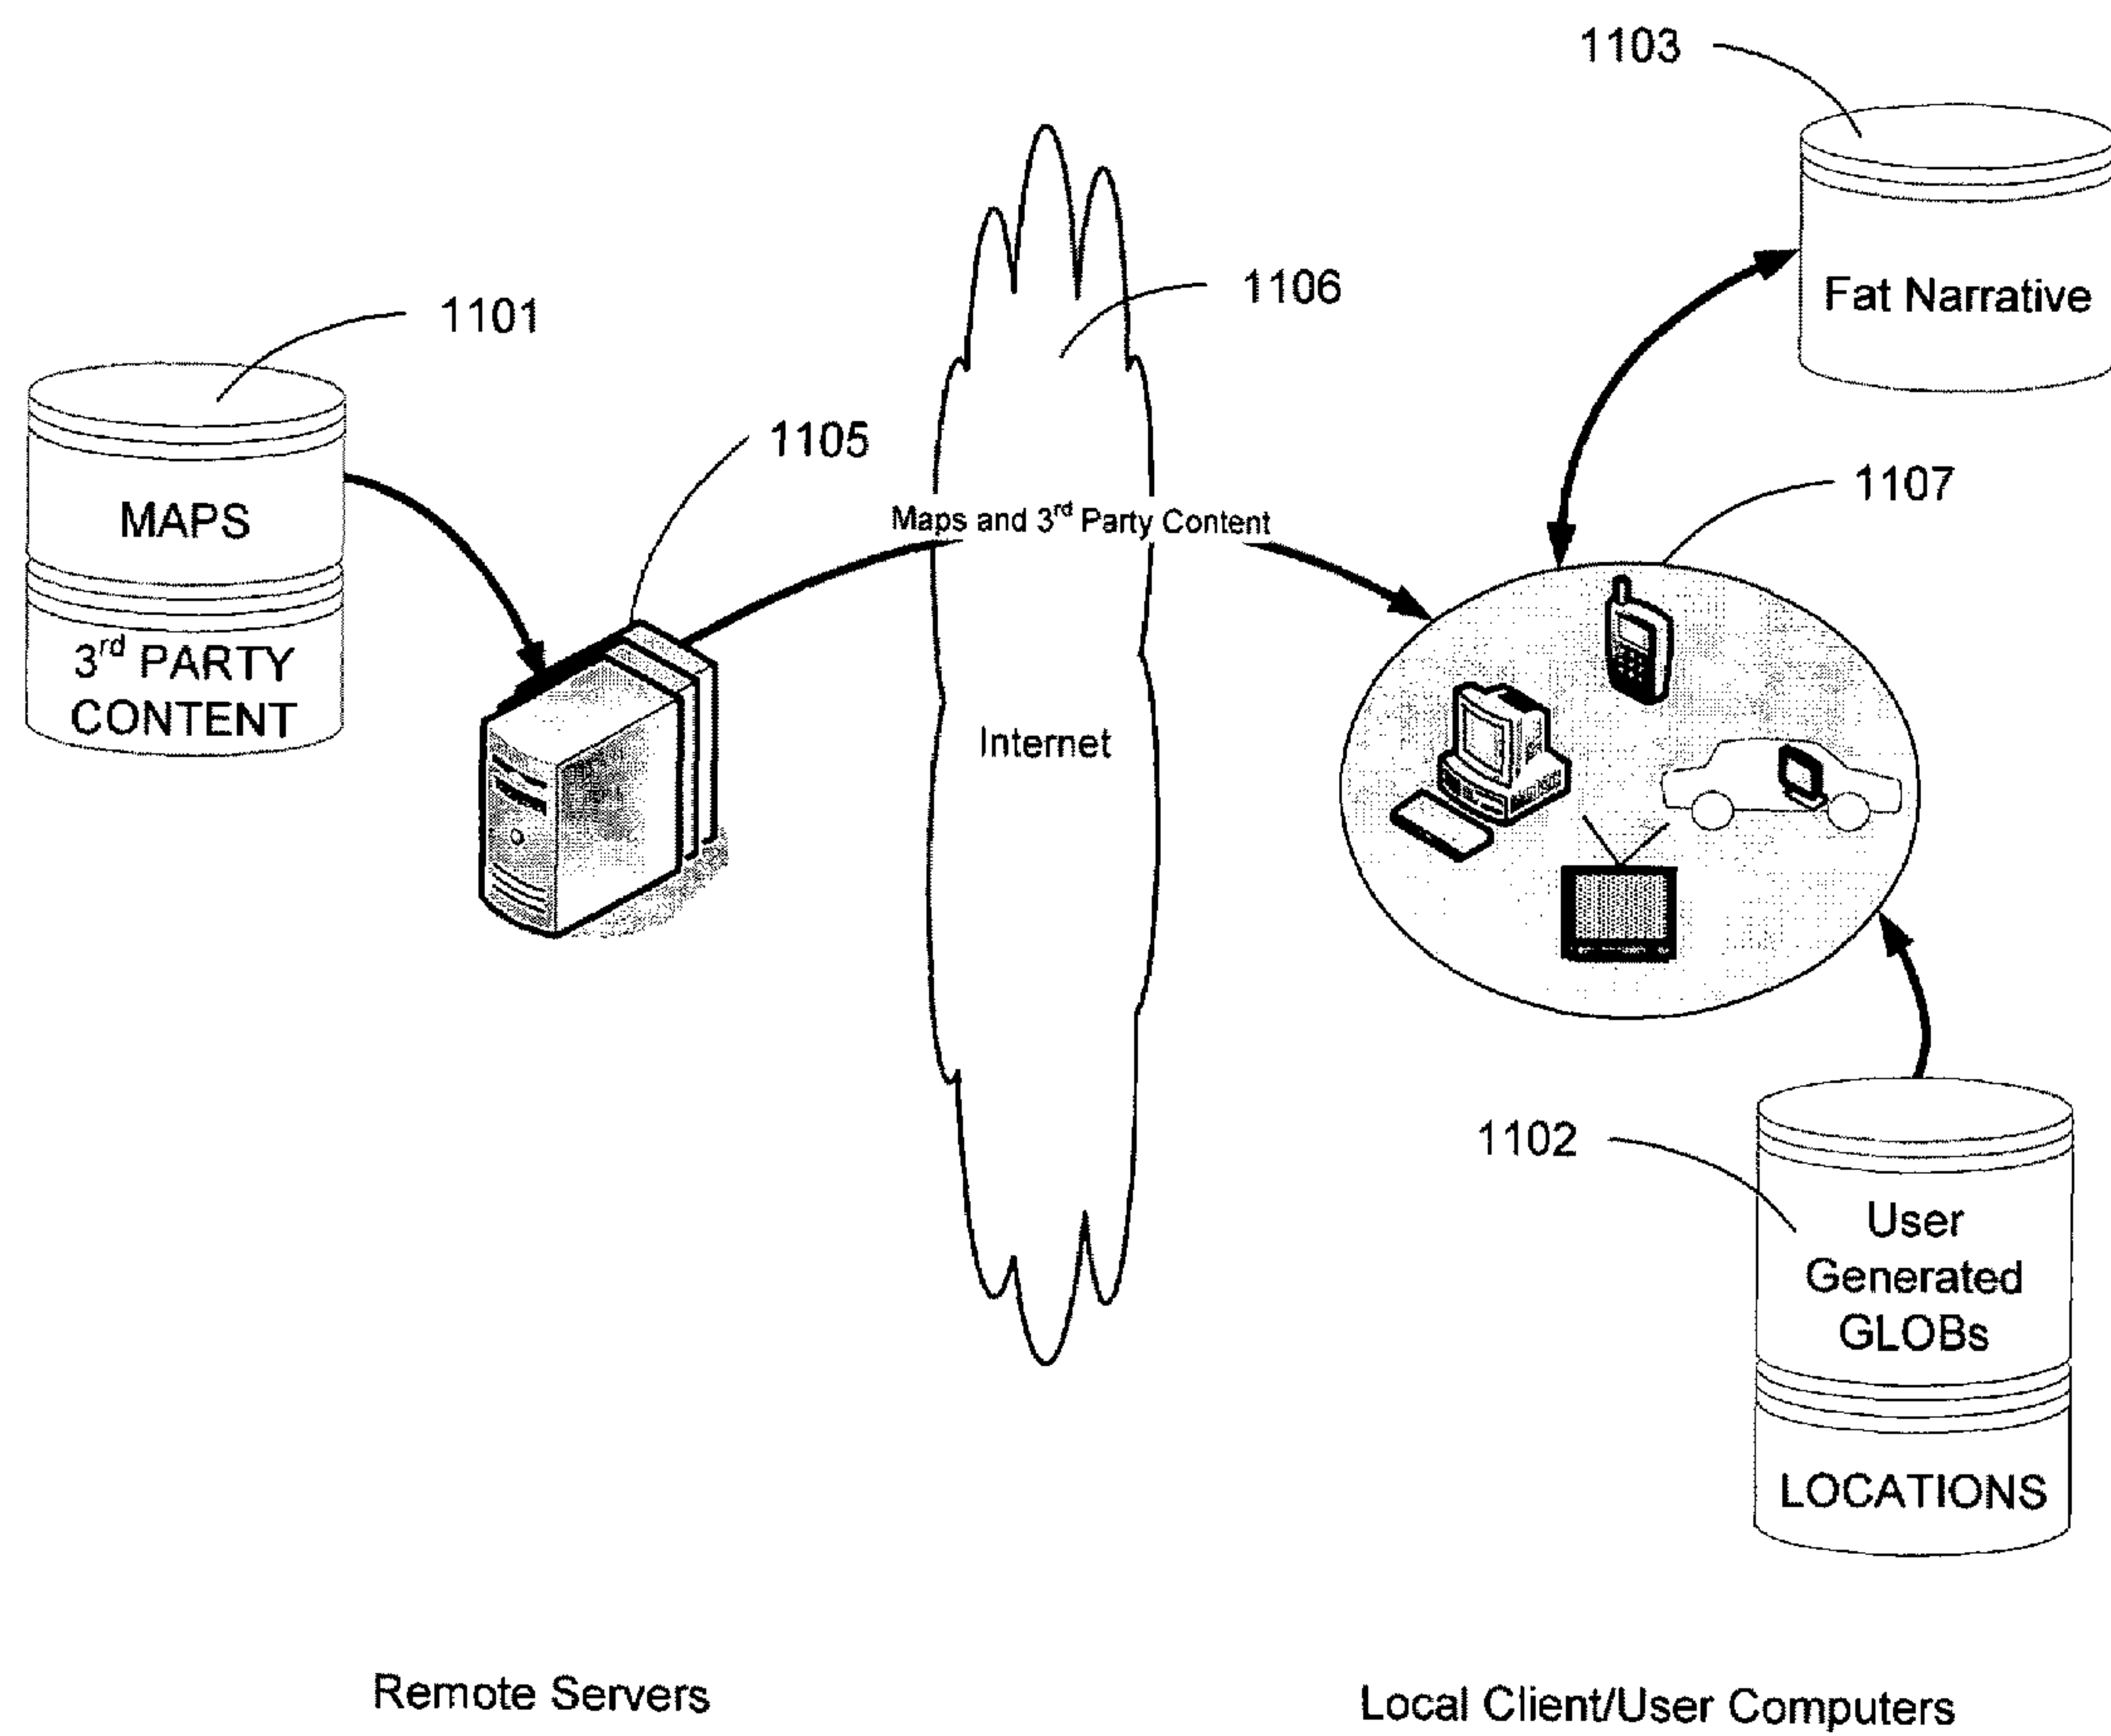 1103
Fat Narrative
1106
1101
1105
1107
MAPS
3rd PARTY
CONTENT
Maps and 3rd Party Content
Internet
1102
User
Generated
GLOBs
LOCATIONS
Remote Servers
Local Client/User Computers